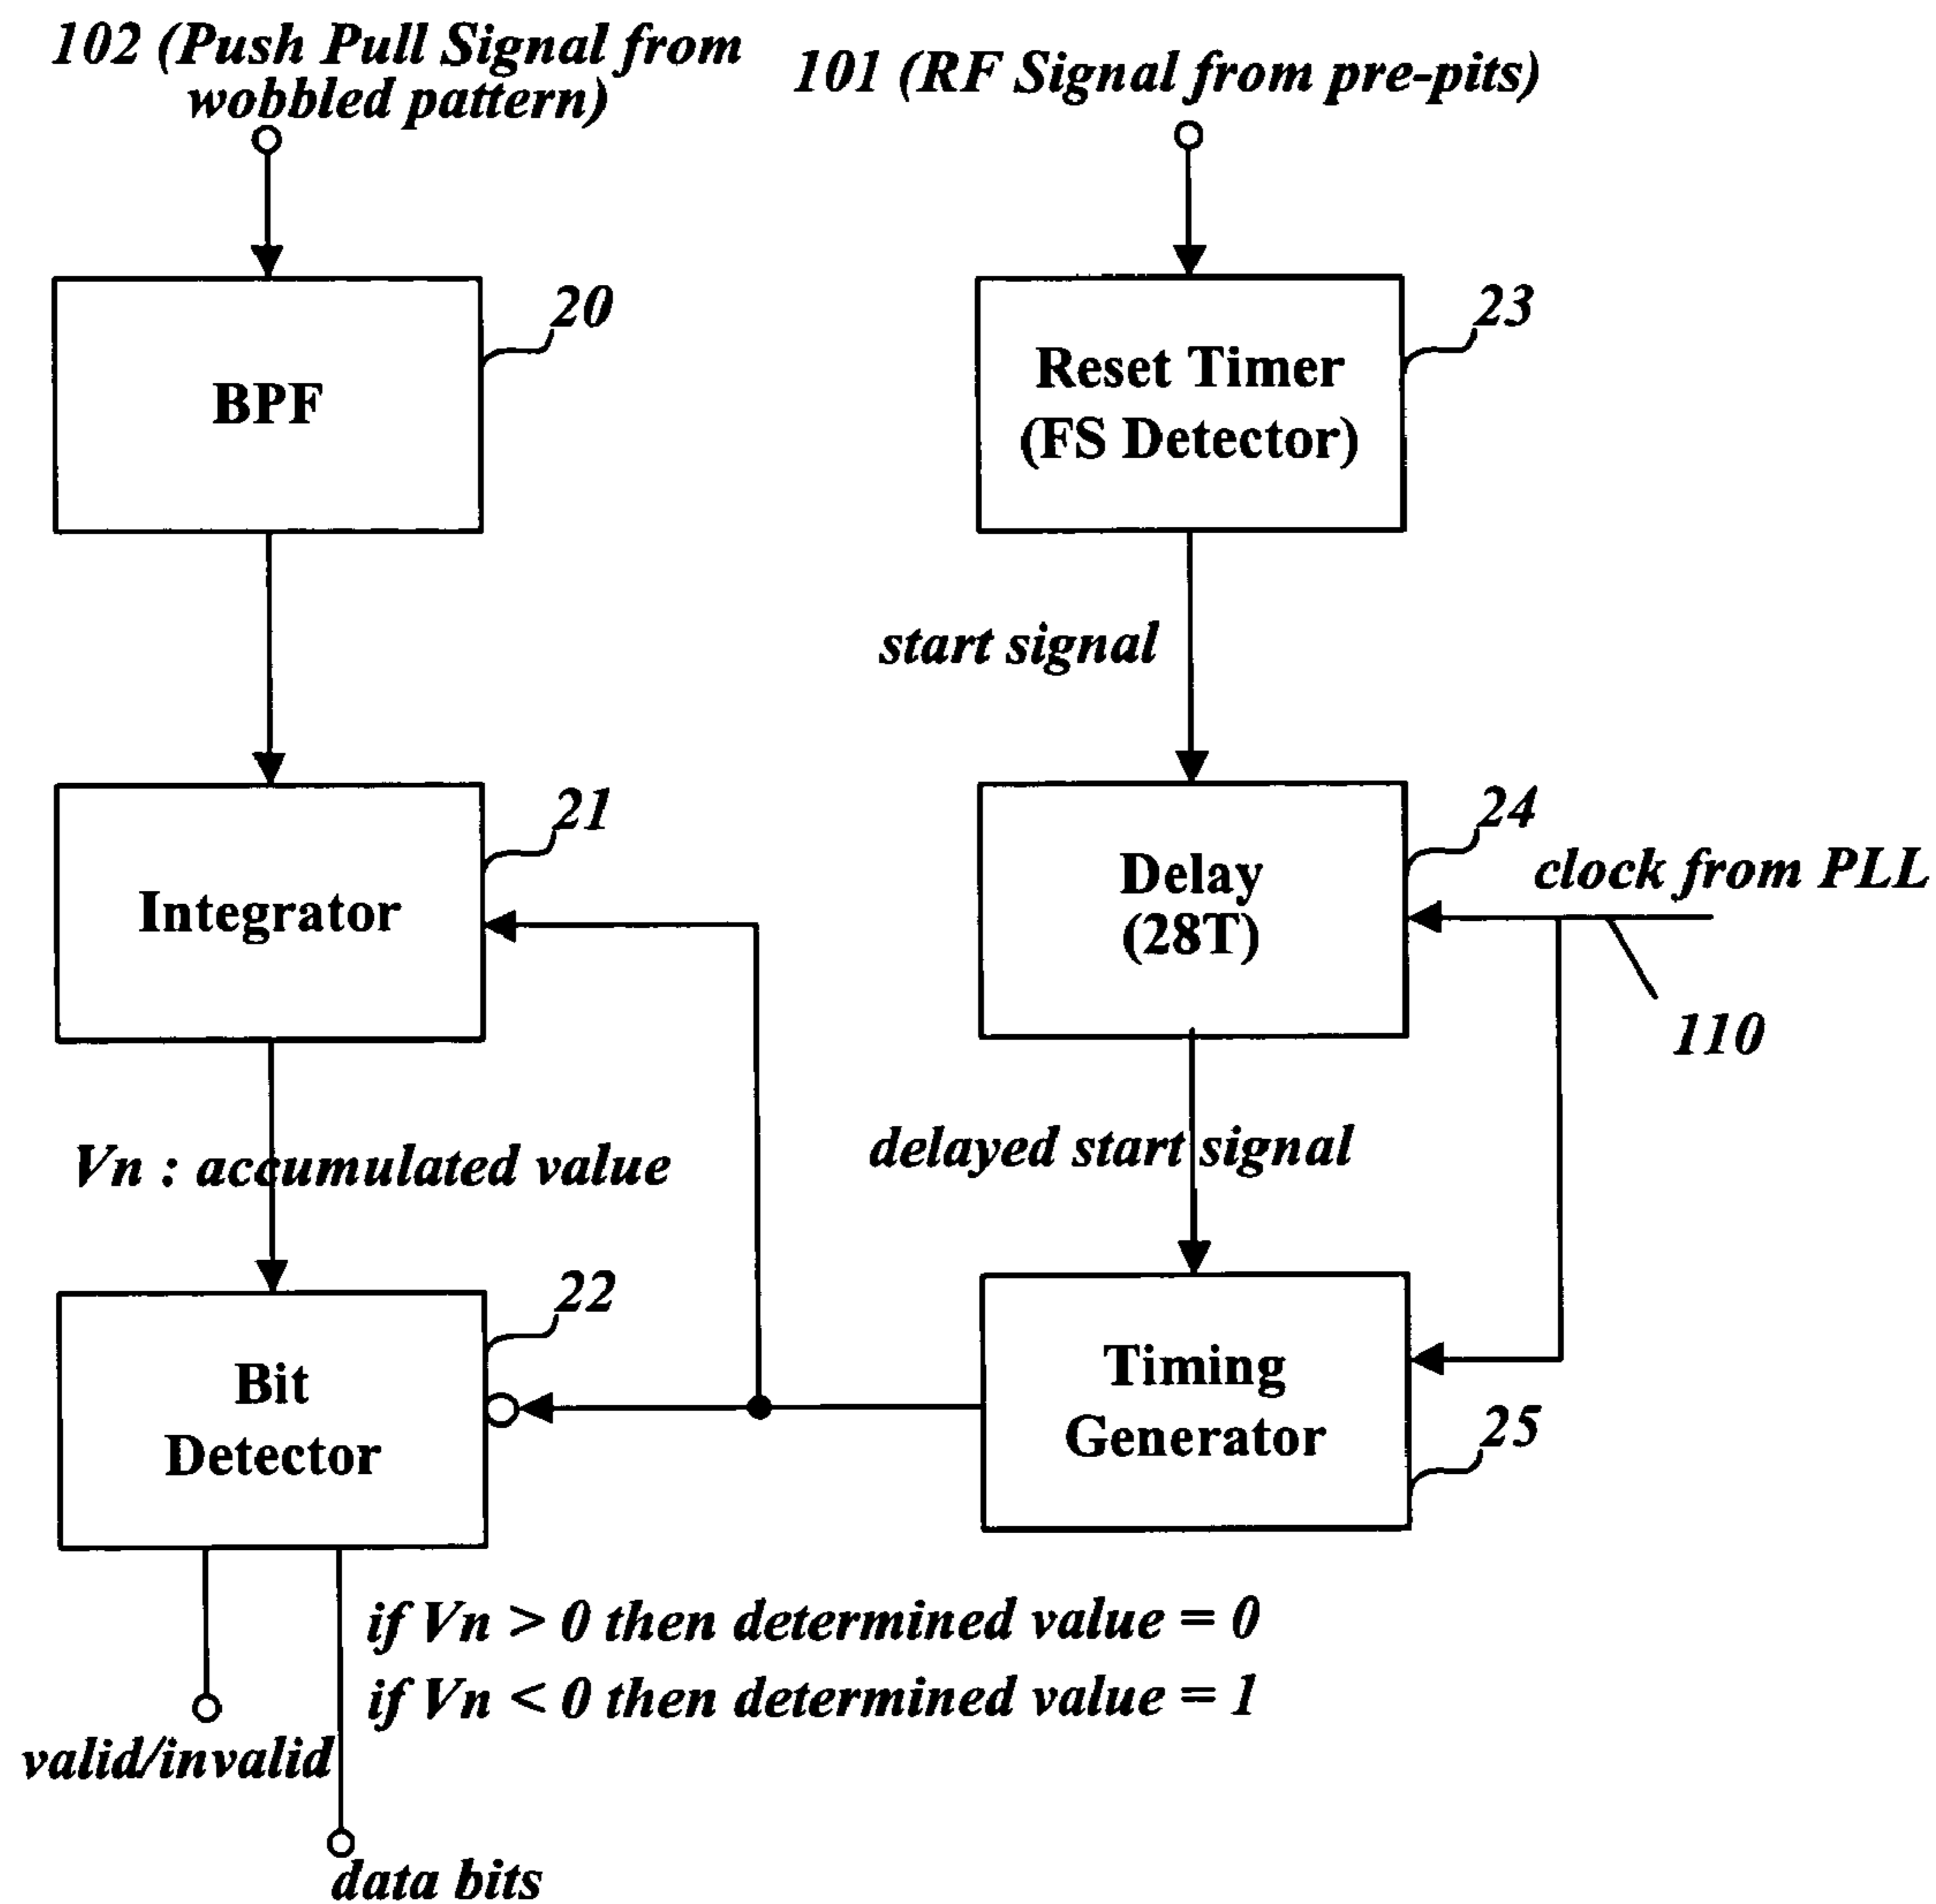 102 (Push Pull Signal from
wobbled pattern)
101 (RF Signal from pre-pits)
20
BPF
23
Reset Timer
(FS Detector)
start signal
21
Integrator
24
Delay
(28T)
clock from PLL
110
Vn : accumulated value
delayed start signal
22
Bit
Detector
Timing
Generator
25
if Vn > 0 then determined value = 0
if Vn < 0 then determined value = 1
valid/invalid
data bits